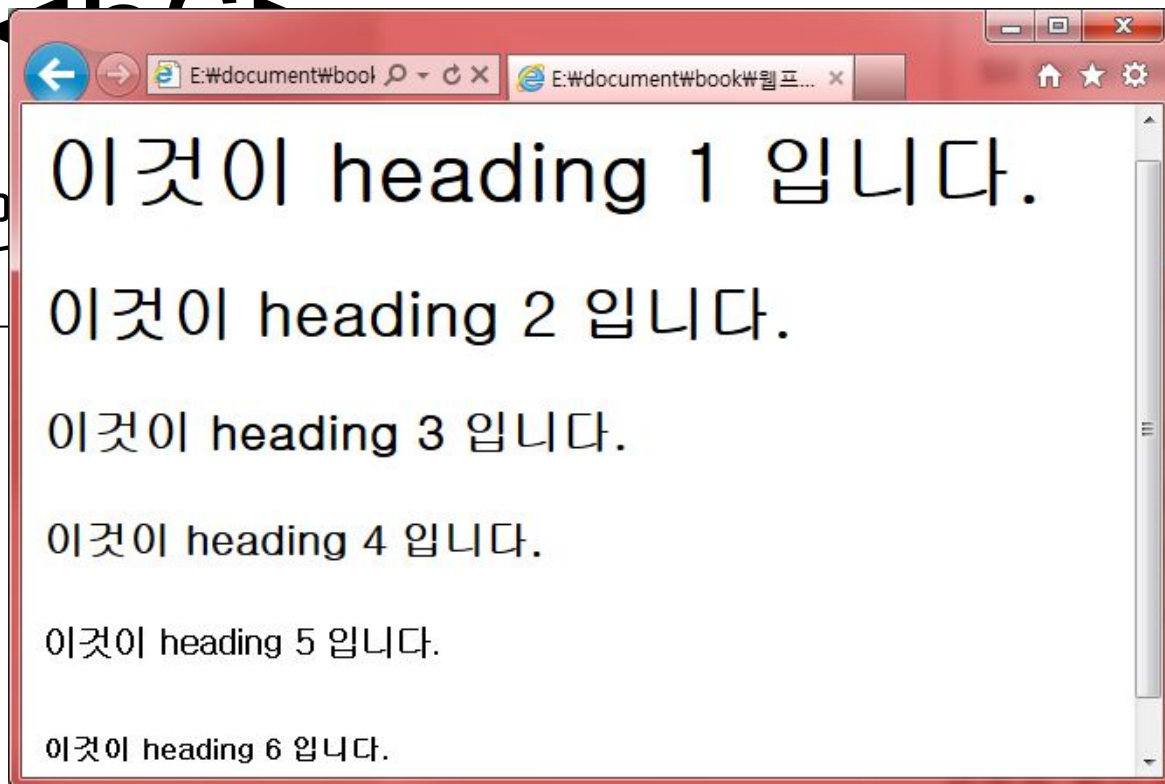 E:₩document₩book
E:₩document₩book₩웹프...
이것이 heading 1 입니다.
이것이 heading 2 입니다.
이것이 heading 3 입니다.
이것이 heading 4 입니다.
이것이 heading 5 입니다.
이것이 heading 6 입니다.